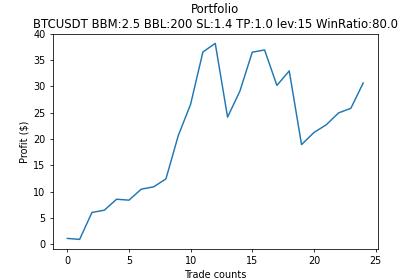 Portfolio
BTCUSDT BBM:2.5 BBL:200 SL:1.4 TP:1.0 lev:15 WinRatio:80.0
40
35
30
25
20
15
10
5
0
Profit ($)
0 5 10 15 20 25
Trade counts